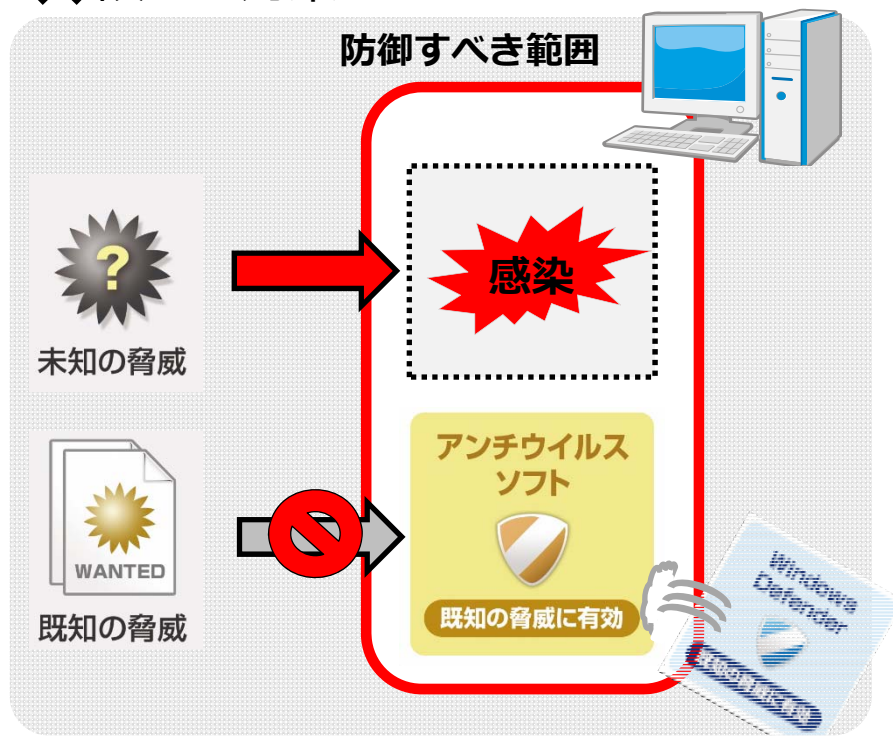 防御すべき範囲
?
感染
未知の脅威
アンチウイルス
ソフト
WANTED
既知の脅威に有効
既知の脅威
Windows
Defender